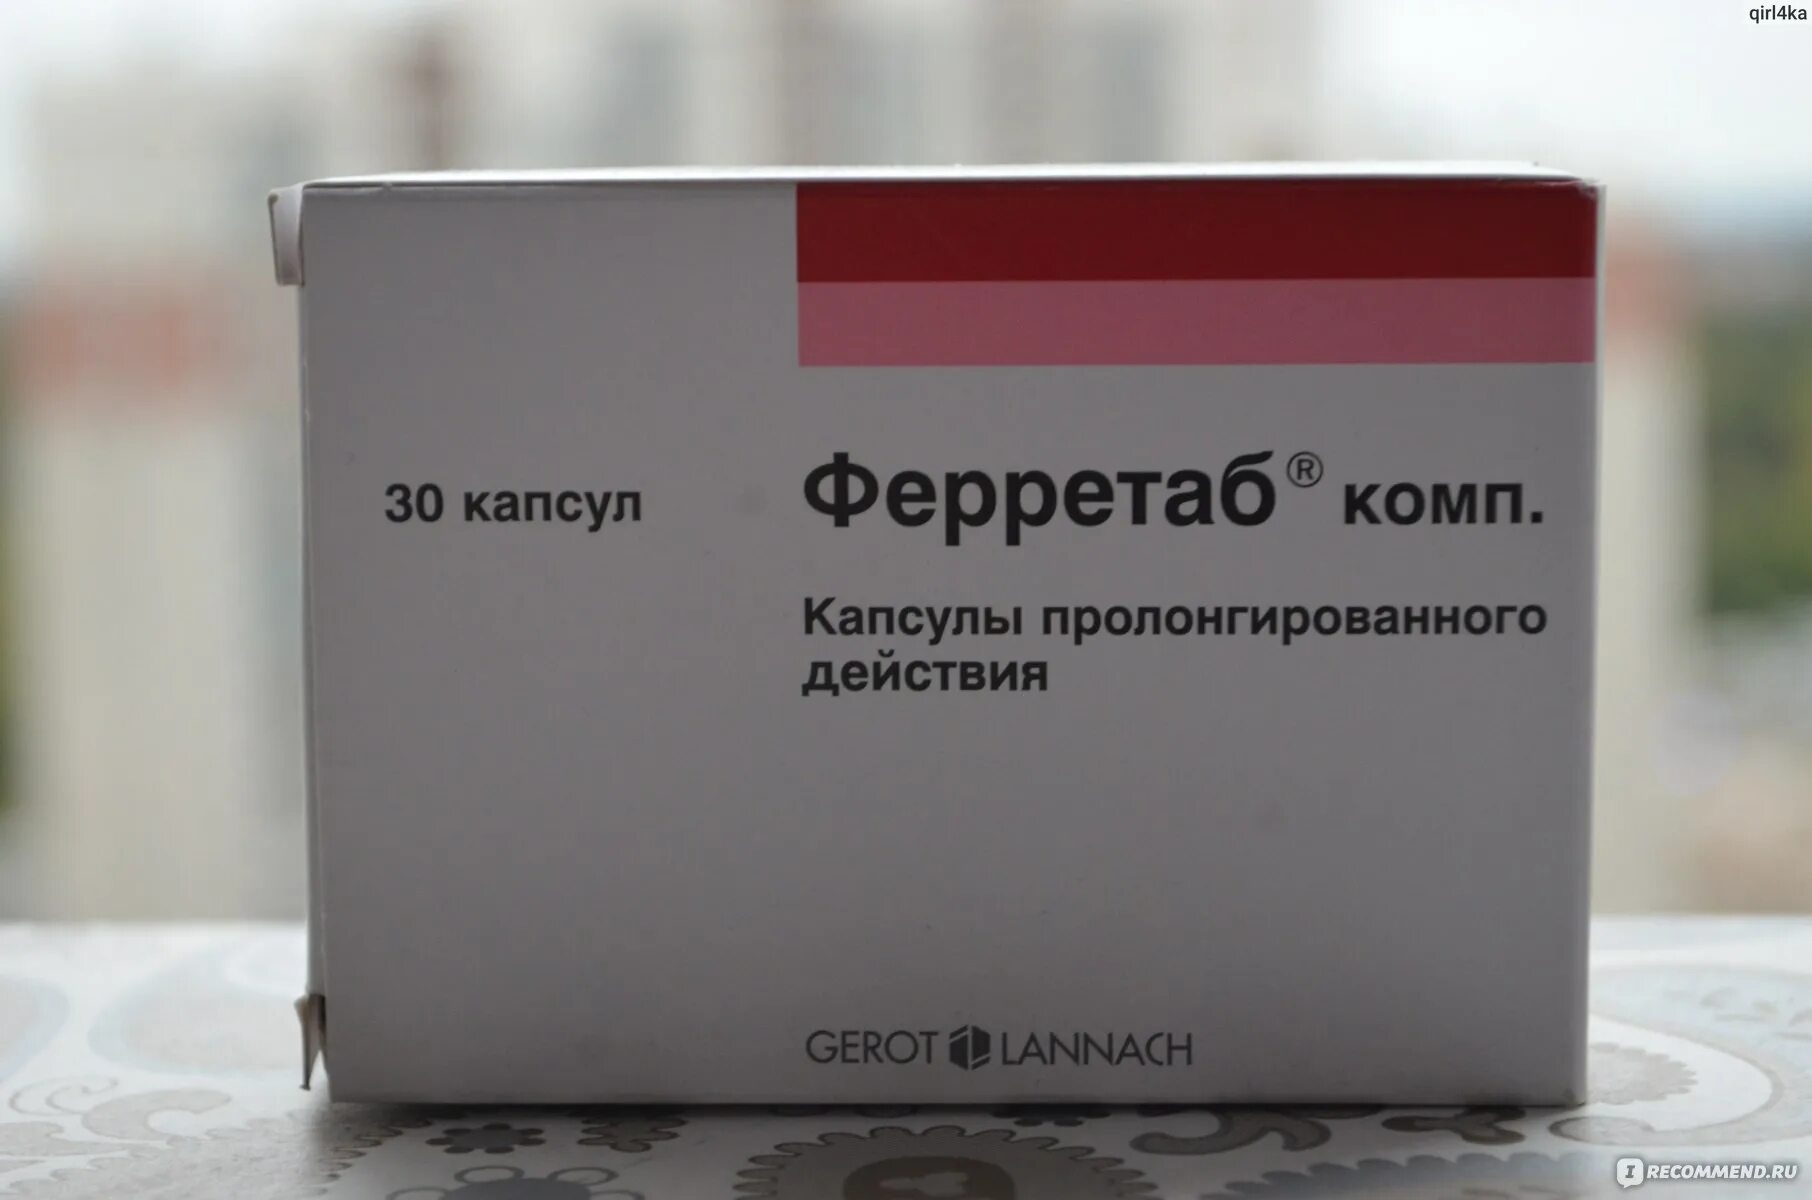 qirl4ka
30 капсул
Ферретаб® комп.
Капсулы пролонгированного
действия
GEROT LANNACH
I RECOMMEND.RU